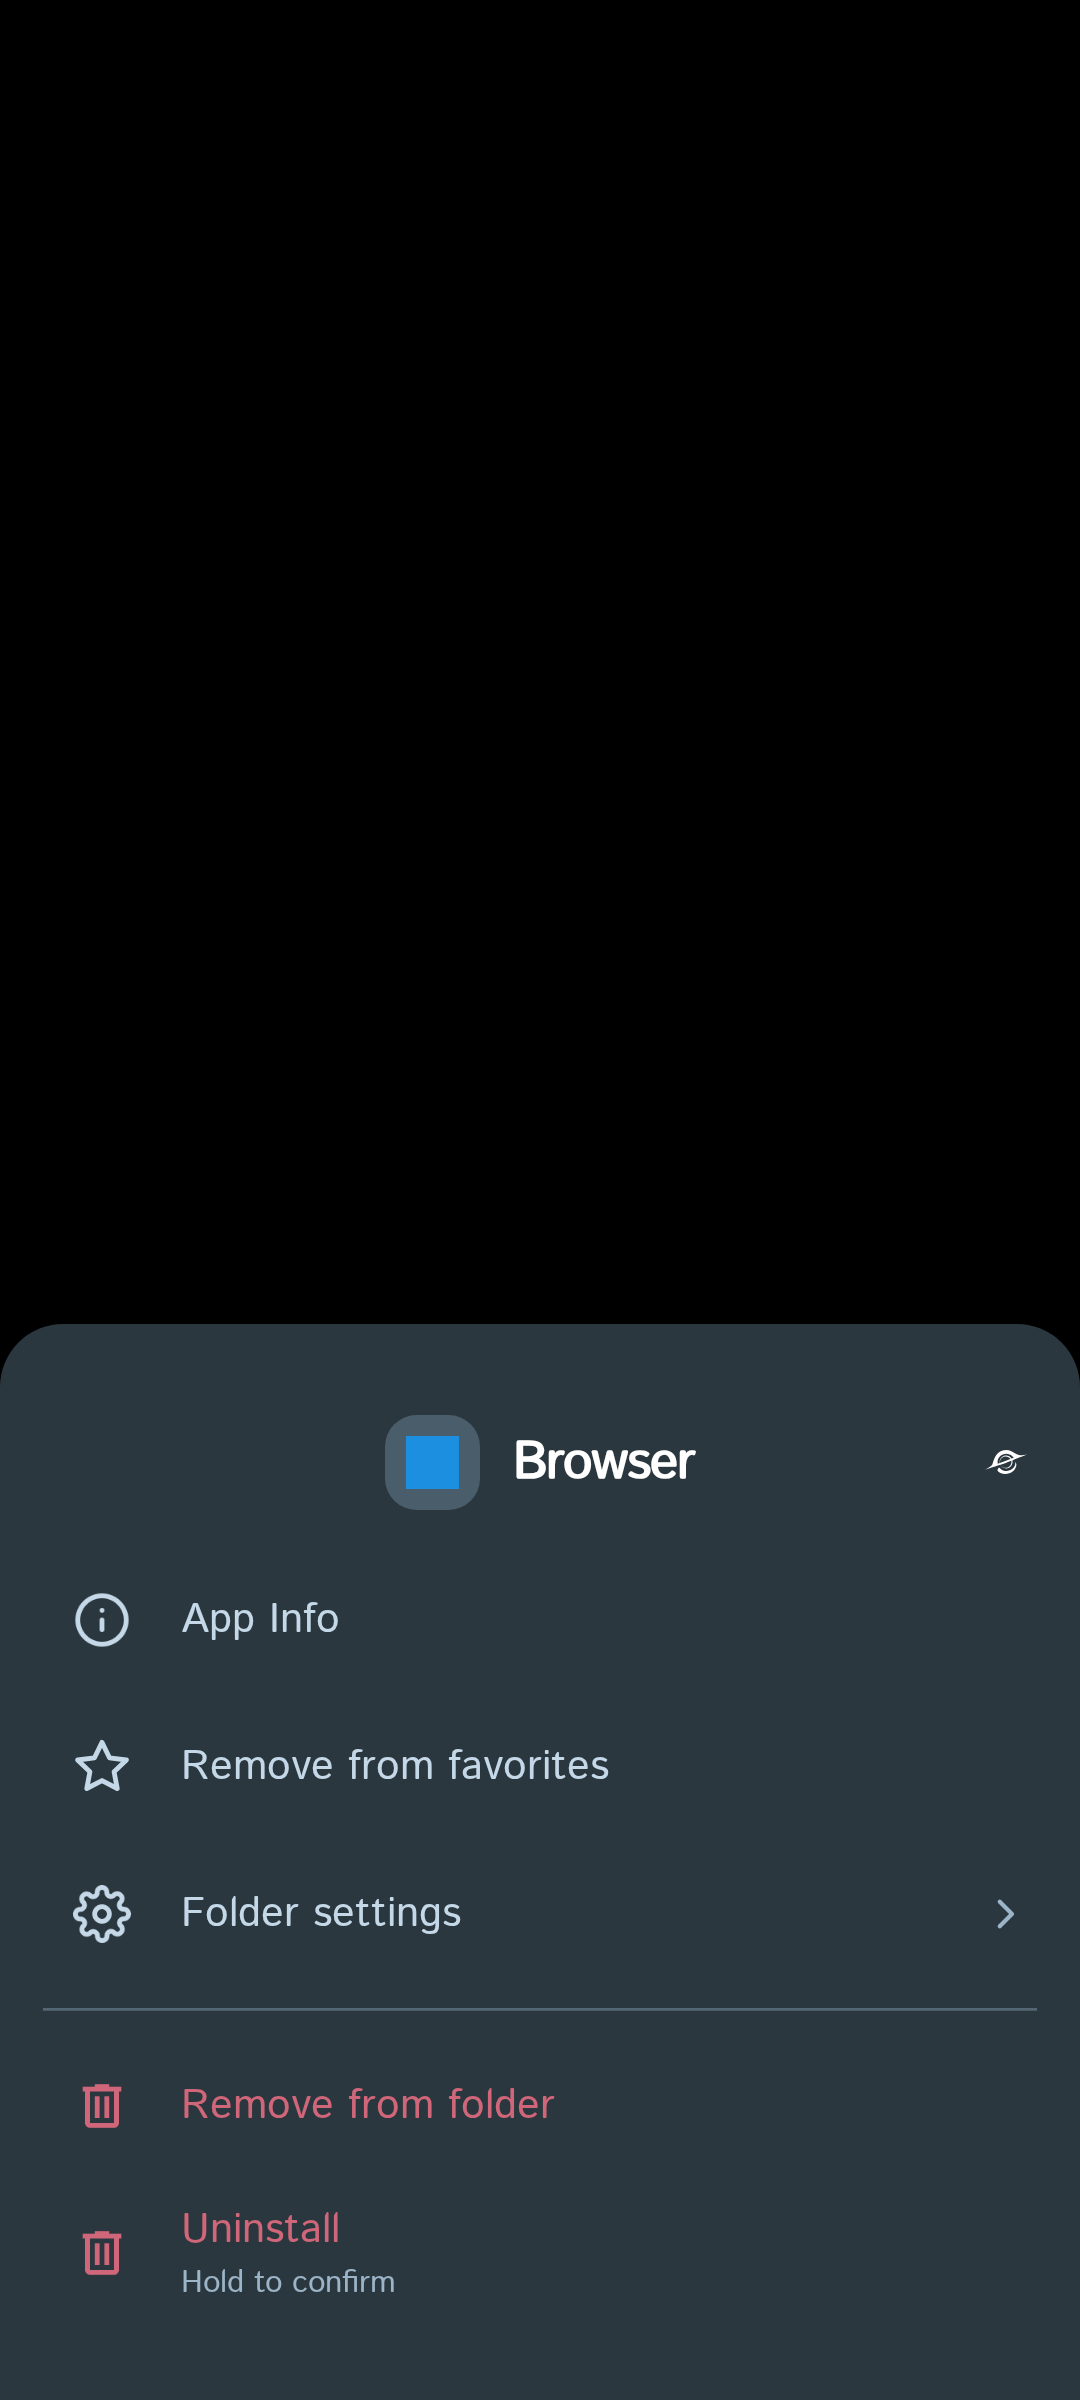 Browser
App Info
Remove from favorites
Folder settings
Remove from folder
Uninstall
Hold to confirm